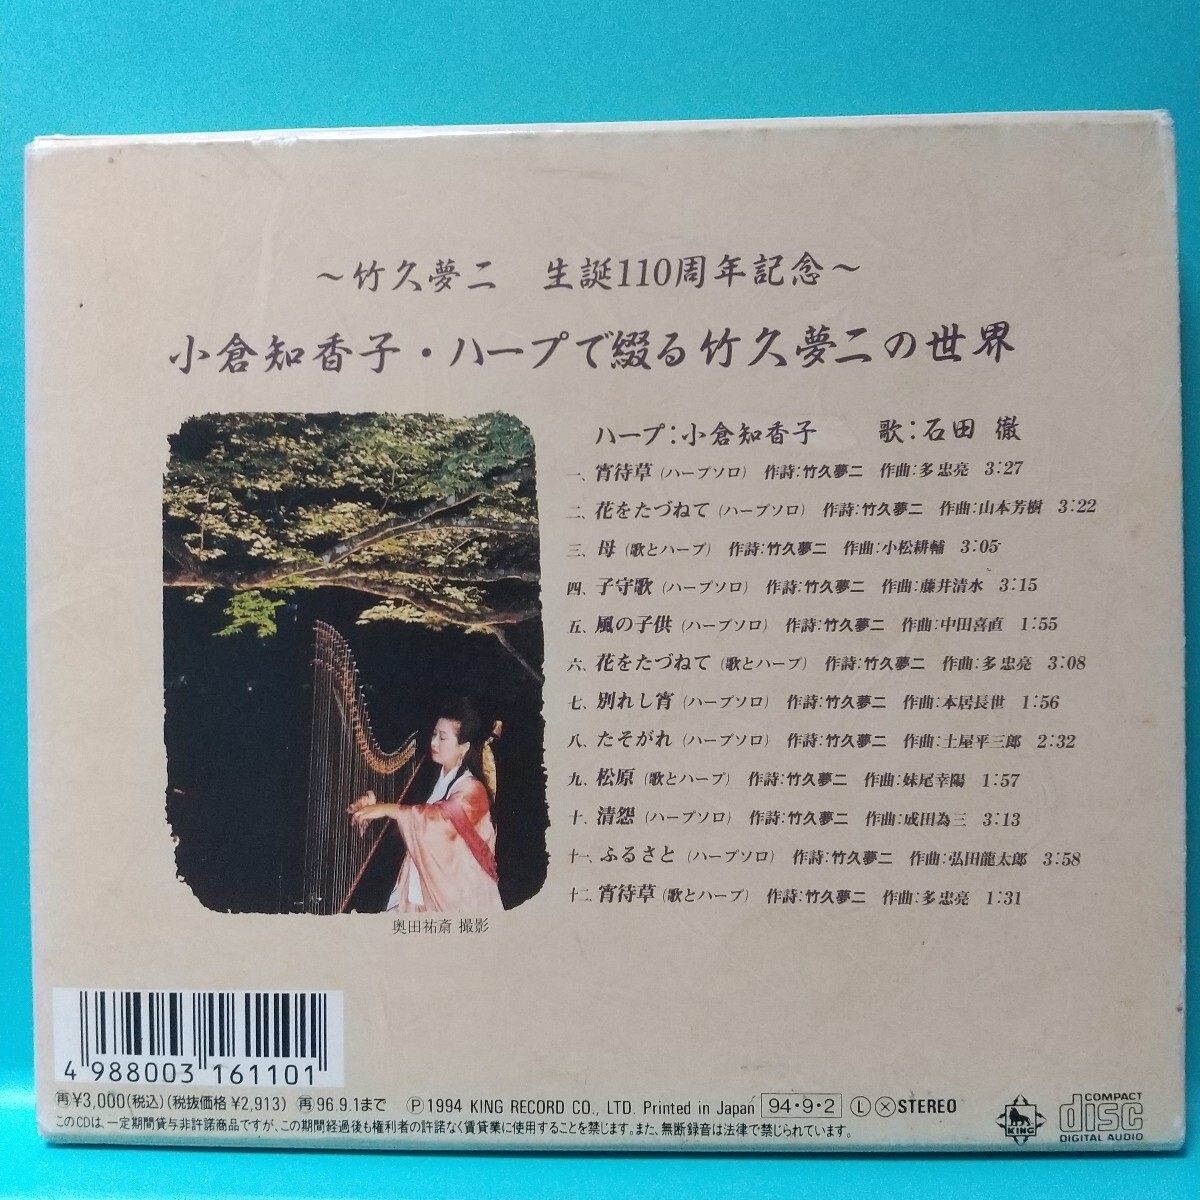 ～竹久夢二　生誕110周年記念～
小倉知香子・ハープで綴る竹久夢二の世界
ハープ：小倉知香子　　歌：石田　徹
一、宵待草（ハープソロ）　作詩：竹久夢二　作曲：多 忠亮　3:27
二、花をたづねて（ハープソロ）　作詩：竹久夢二　作曲：山本芳樹　3:22
三、母（歌とハープ）　作詩：竹久夢二　作曲：小松耕輔　3:05
四、子守歌（ハープソロ）　作詩：竹久夢二　作曲：藤井清水　3:15
五、風の子供（ハープソロ）　作詩：竹久夢二　作曲：中田喜直　1:55
六、花をたづねて（歌とハープ）　作詩：竹久夢二　作曲：多 忠亮　3:08
七、別れし宵（ハープソロ）　作詩：竹久夢二　作曲：本居長世　1:56
八、たそがれ（ハープソロ）　作詩：竹久夢二　作曲：土屋平三郎　2:32
九、松原（歌とハープ）　作詩：竹久夢二　作曲：妹尾幸陽　1:57
十、清怨（ハープソロ）　作詩：竹久夢二　作曲：成田為三　3:13
十一、ふるさと（ハープソロ）　作詩：竹久夢二　作曲：弘田龍太郎　3:58
十二、宵待草（歌とハープ）　作詩：竹久夢二　作曲：多 忠亮　1:31
奥田祐斎 撮影
4 988003 161101
再¥3,000(税込)(税抜価格 ¥2,913) 再96.9.1まで ℗1994 KING RECORD CO., LTD. Printed in Japan 94・9・2 Ⓛ ⓧ STEREO
このCDは、一定期間貸与非許諾商品ですが、この期間経過後も権利者の許諾なく賃貸業に使用することを禁じます。また、無断録音は法律で禁じられています。
KING
COMPACT
disc
DIGITAL AUDIO